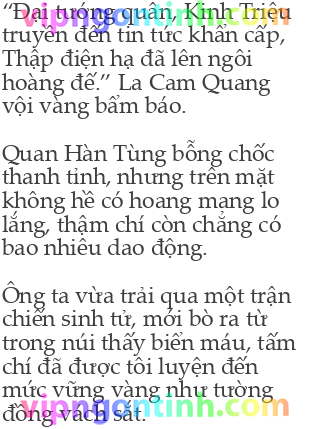 “Đại tướng quân, Kinh Triệu
truyền đến tin tức khẩn cấp,
Thập điện hạ đã lên ngôi
hoàng đế.” La Cam Quang
vội vàng bẩm báo.
Quan Hàn Tùng bỗng chốc
thanh tỉnh, nhưng trên mặt
không hề có hoang mang lo
lắng, thậm chí còn chẳng có
bao nhiêu dao động.
Ông ta vừa trải qua một trận
chiến sinh tử, mới bò ra từ
trong núi thấy biển máu, tấm
chí đã được tôi luyện đến
mức vững vàng như tường
đồng vách sắt.
vipngontinh.com
vipngontinh.com